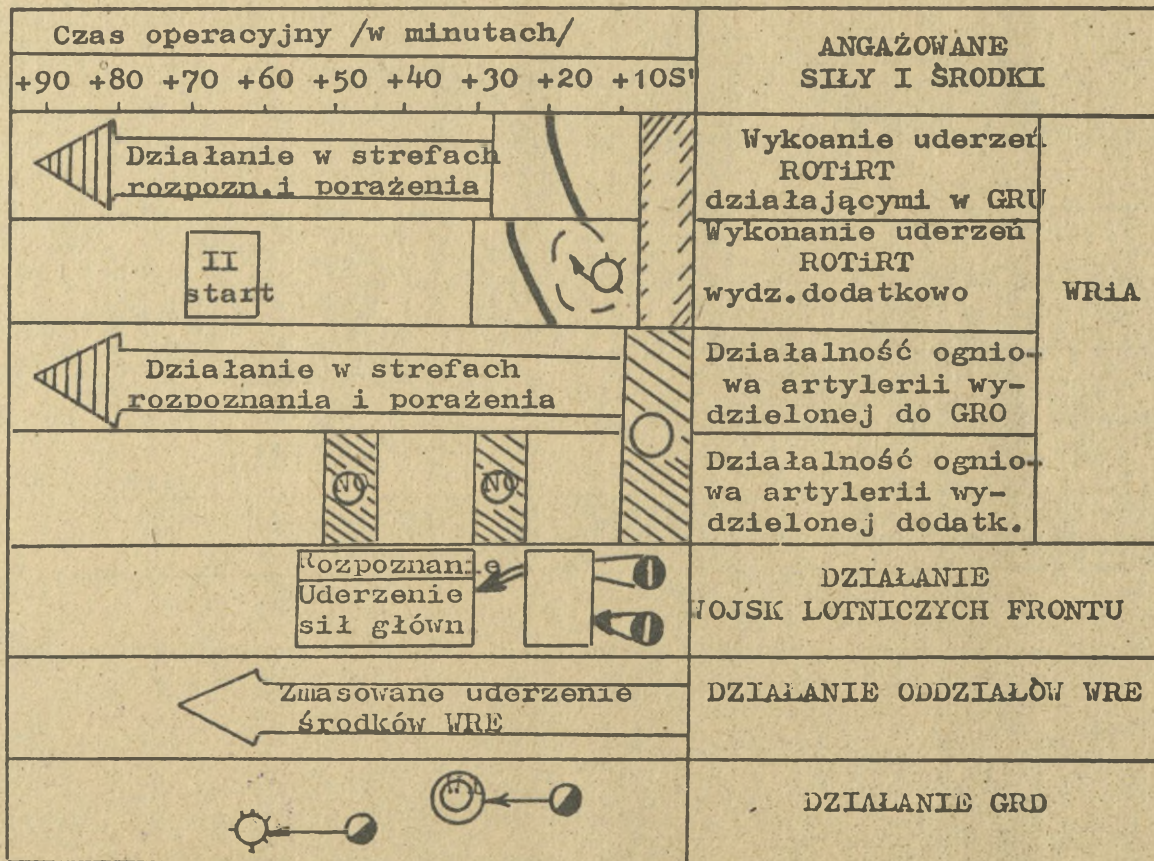 Czas operacyjny /w minutach/
+90 +80 +70 +60 +50 +40 +30 +20 +10S'
ANGAŻOWANE
SIŁY I ŚRODKI
Działanie w strefach
rozpozn.i porażenia
Wykoanie uderzeń
ROTiRT
działającymi w GRU
II
start
Wykonanie uderzeń
ROTiRT
wydz.dodatkowo
WRiA
Działanie w strefach
rozpoznania i porażenia
Działalność ognio-
wa artylerii wy-
dzielonej do GRO
Działalność ognio-
wa artylerii wy-
dzielonej dodatk.
Rozpoznanie
Uderzenie
sił główn
DZIAŁANIE
WOJSK LOTNICZYCH FRONTU
Zmasowane uderzenie
środków WRE
DZIAŁANIE ODDZIAŁÓW WRE
DZIAŁANIE GRD